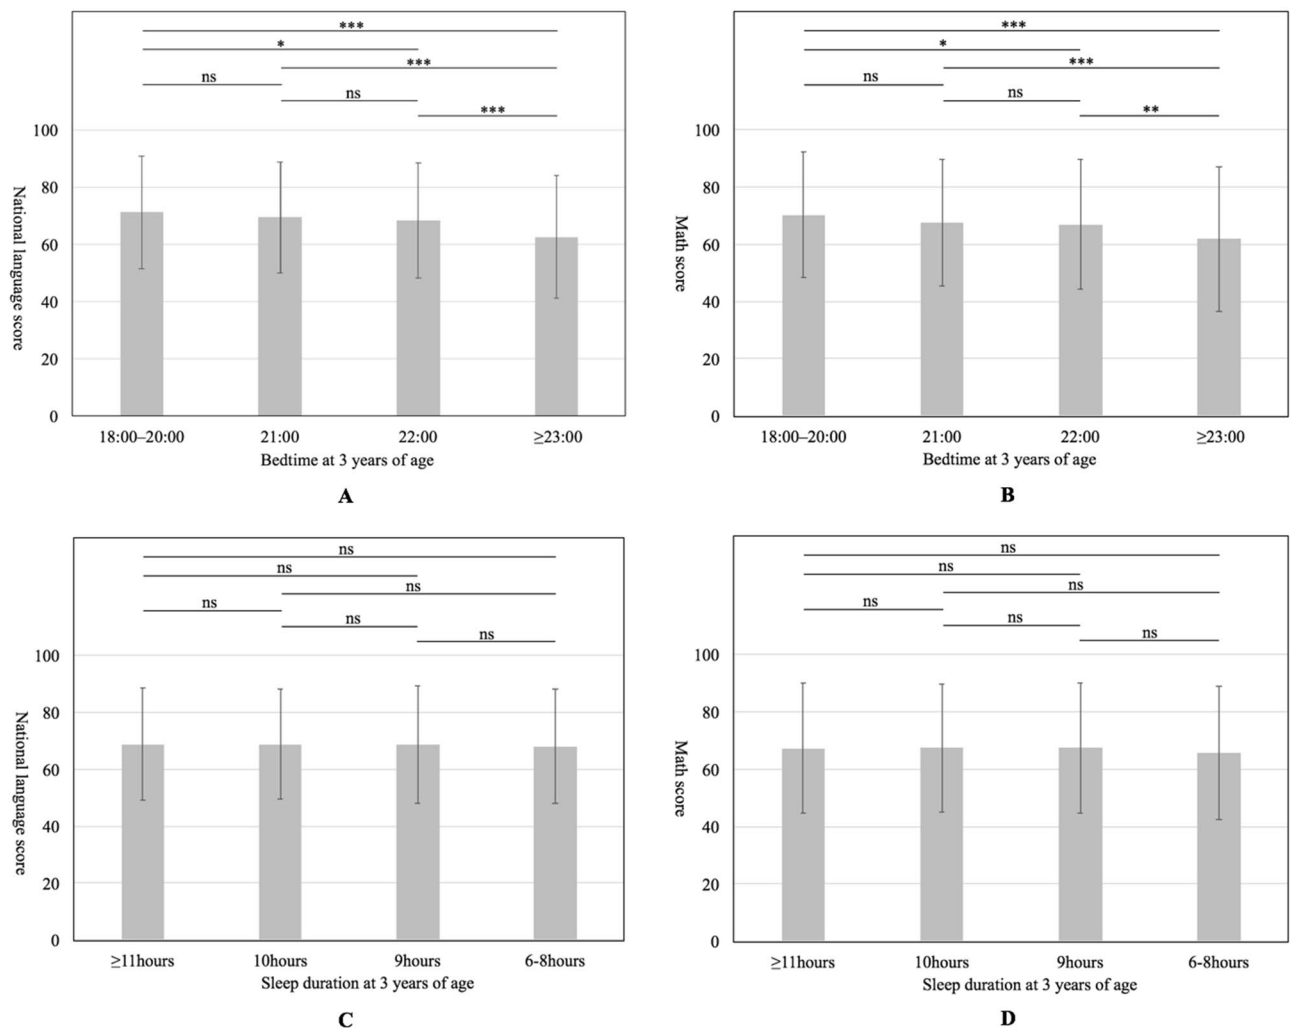 ***
*
***
ns
ns
***
100
80
60
40
20
0
National language score
18:00–20:00 21:00 22:00 ≥23:00
Bedtime at 3 years of age
A
***
*
***
ns
ns
**
100
80
60
40
20
0
Math score
18:00–20:00 21:00 22:00 ≥23:00
Bedtime at 3 years of age
B
ns
ns
ns
ns
ns
ns
100
80
60
40
20
0
National language score
≥11hours 10hours 9hours 6-8hours
Sleep duration at 3 years of age
C
ns
ns
ns
ns
ns
ns
100
80
60
40
20
0
Math score
≥11hours 10hours 9hours 6-8hours
Sleep duration at 3 years of age
D